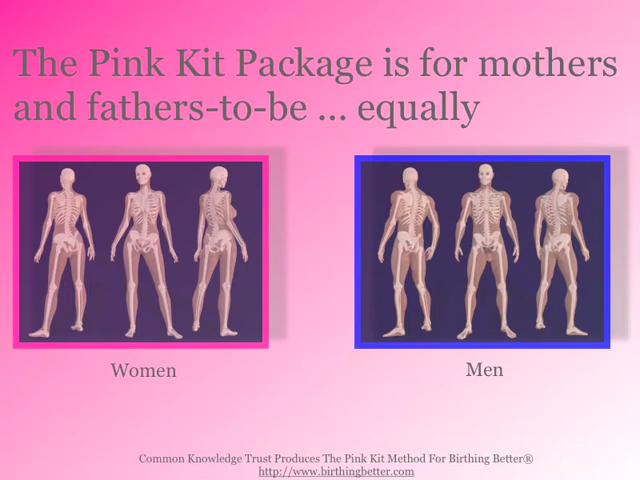 The Pink Kit Package is for mothers
and fathers-to-be ... equally
Women
Men
Common Knowledge Trust Produces The Pink Kit Method For Birthing Better®
http://www.birthingbetter.com